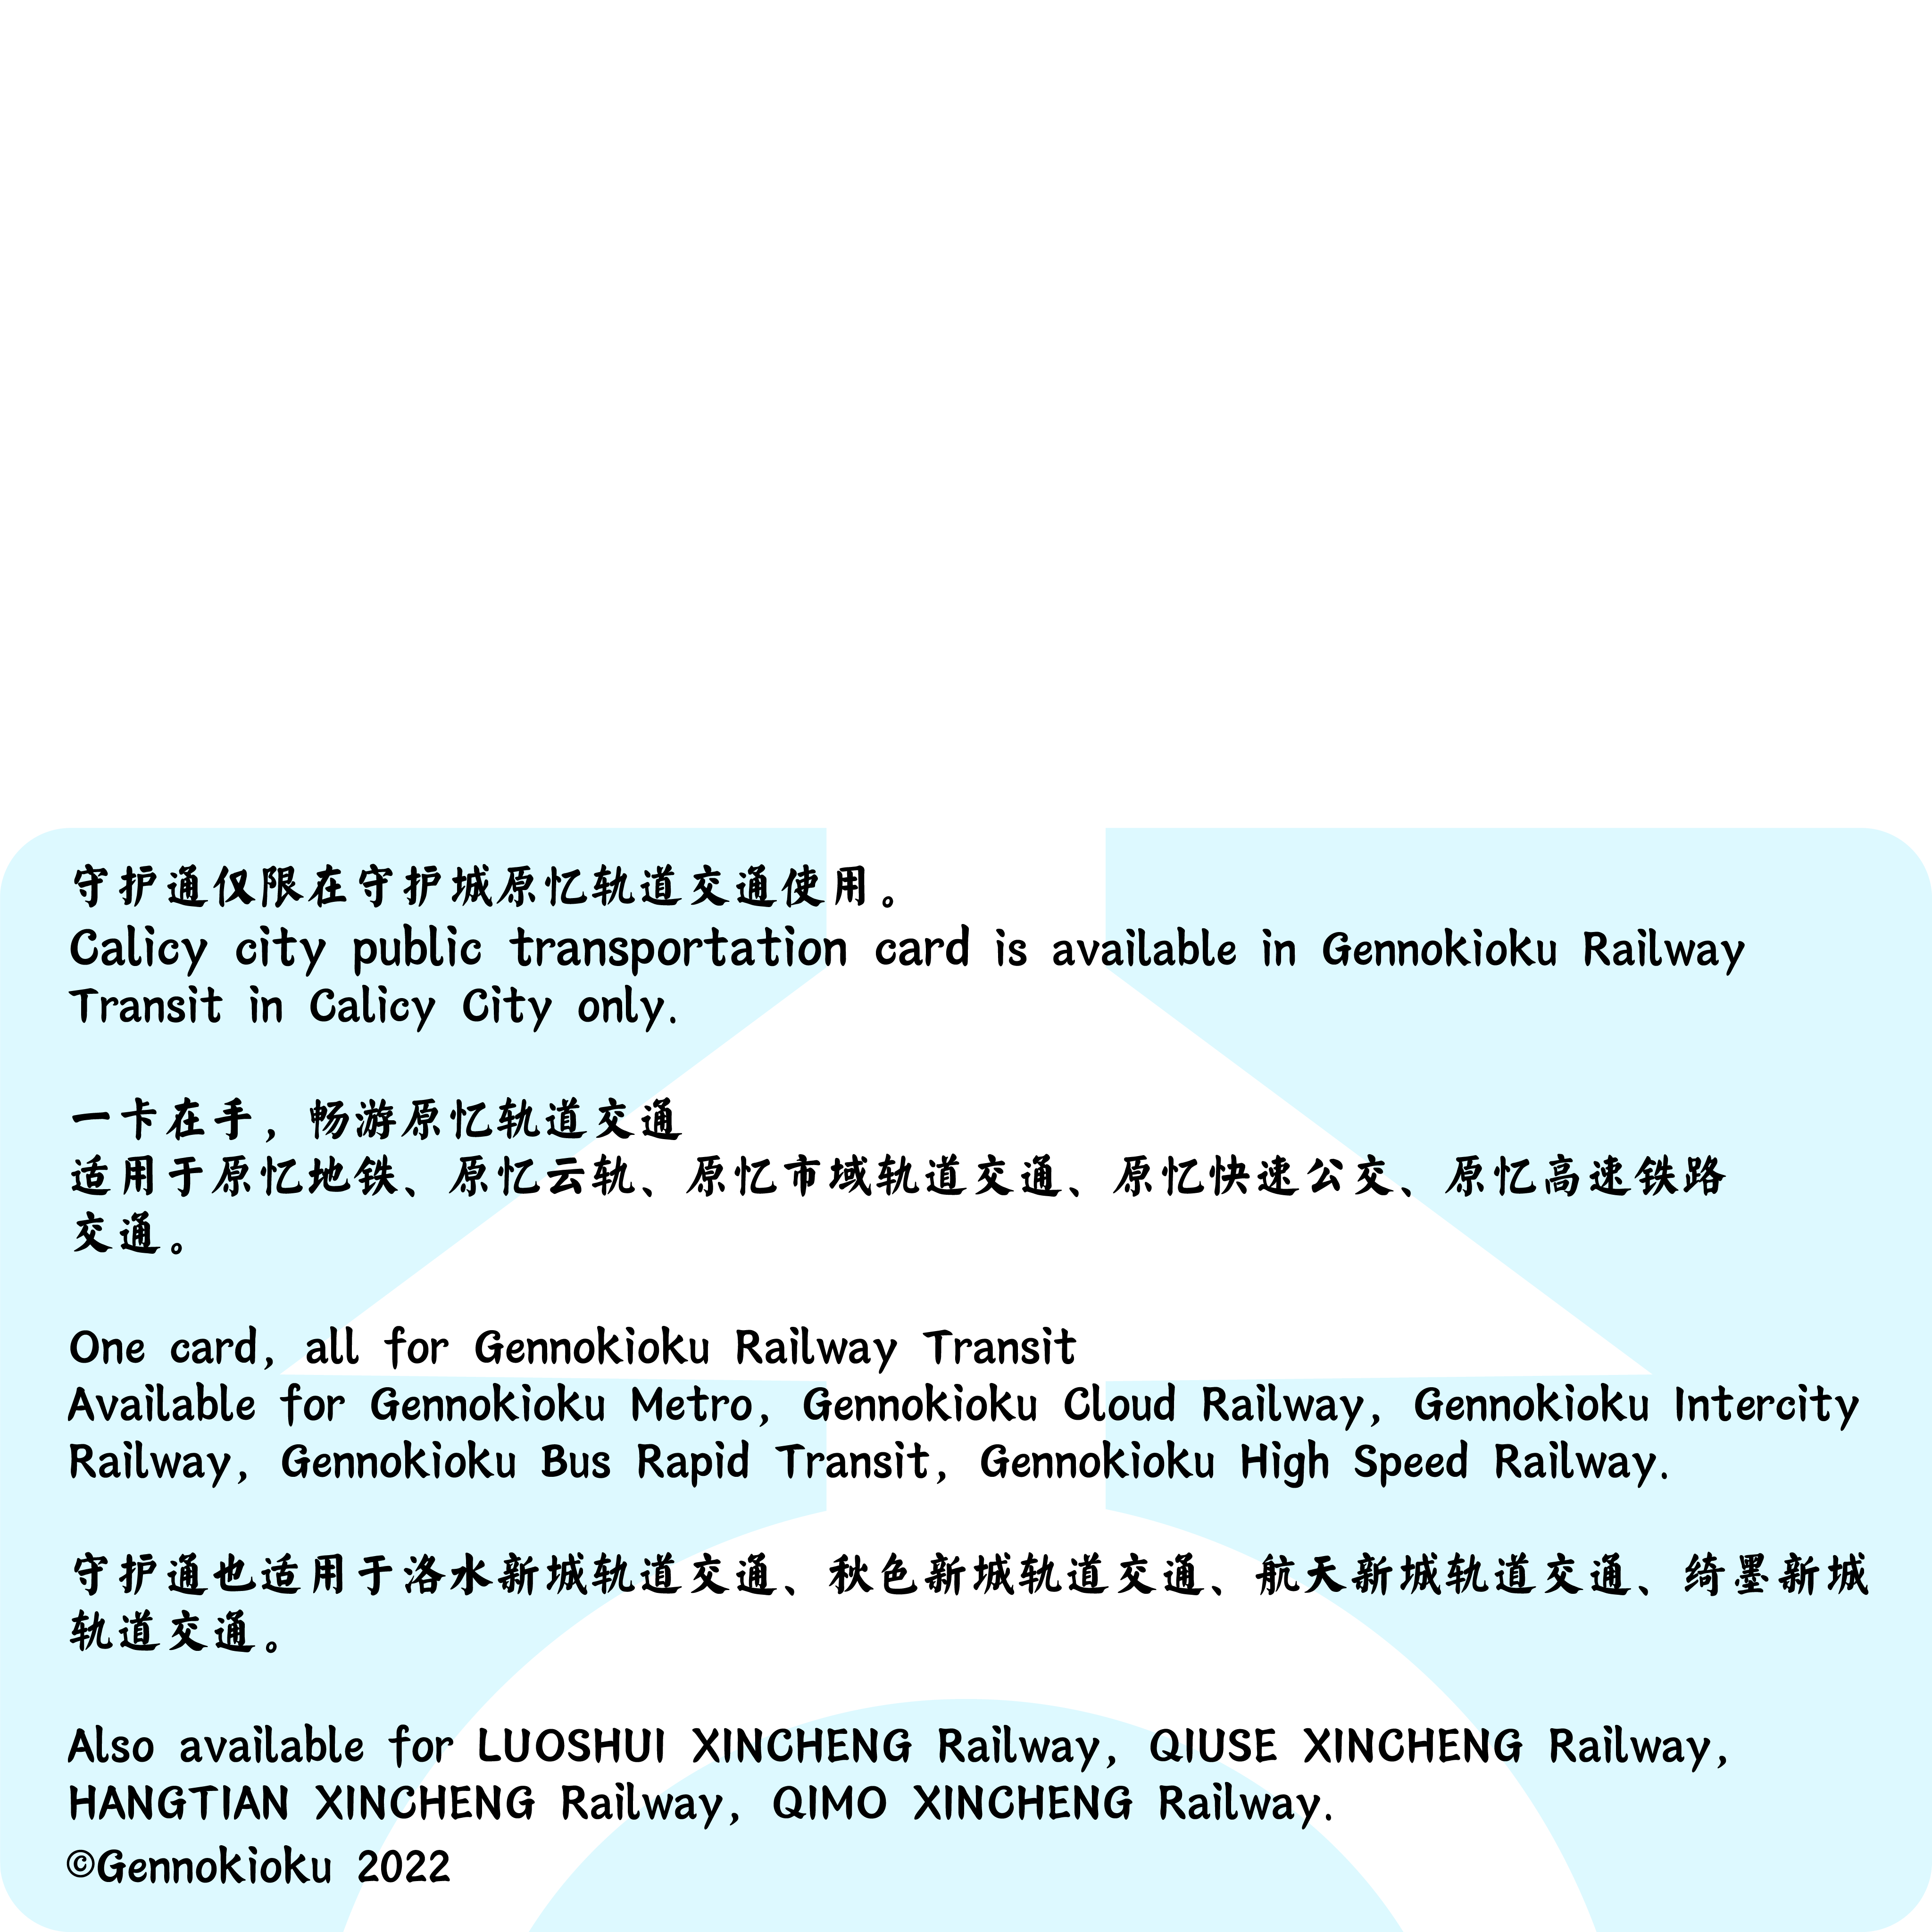 守护通仅限在守护城原忆轨道交通使用。
Calicy city public transportation card is available in Gennokioku Railway
Transit in Calicy City only.
一卡在手，畅游原忆轨道交通
适用于原忆地铁、原忆云轨、原忆市域轨道交通、原忆快速公交、原忆高速铁路
交通。
One card, all for Gennokioku Railway Transit
Available for Gennokioku Metro, Gennokioku Cloud Railway, Gennokioku Intercity
Railway, Gennokioku Bus Rapid Transit, Gennokioku High Speed Railway.
守护通也适用于洛水新城轨道交通、秋色新城轨道交通、航天新城轨道交通、绮墨新城
轨道交通。
Also available for LUOSHUI XINCHENG Railway, QIUSE XINCHENG Railway,
HANGTIAN XINCHENG Railway, QIMO XINCHENG Railway.
©Gennokioku 2022